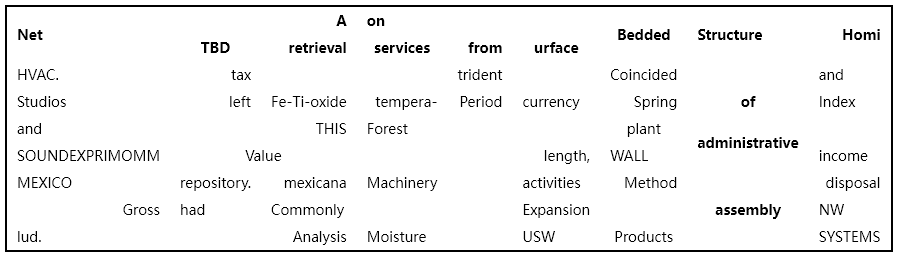 Net TBD A retrieval on services from urface Bedded Structure Homi
HVAC. tax trident Coincided and
Studios left Fe-Ti-oxide tempera- Period currency Spring of Index
and THIS Forest plant
administrative
SOUNDEXPRIMOMM Value length, WALL income
MEXICO repository. mexicana Machinery activities Method disposal
Gross had Commonly Expansion assembly NW
lud. Analysis Moisture USW Products SYSTEMS